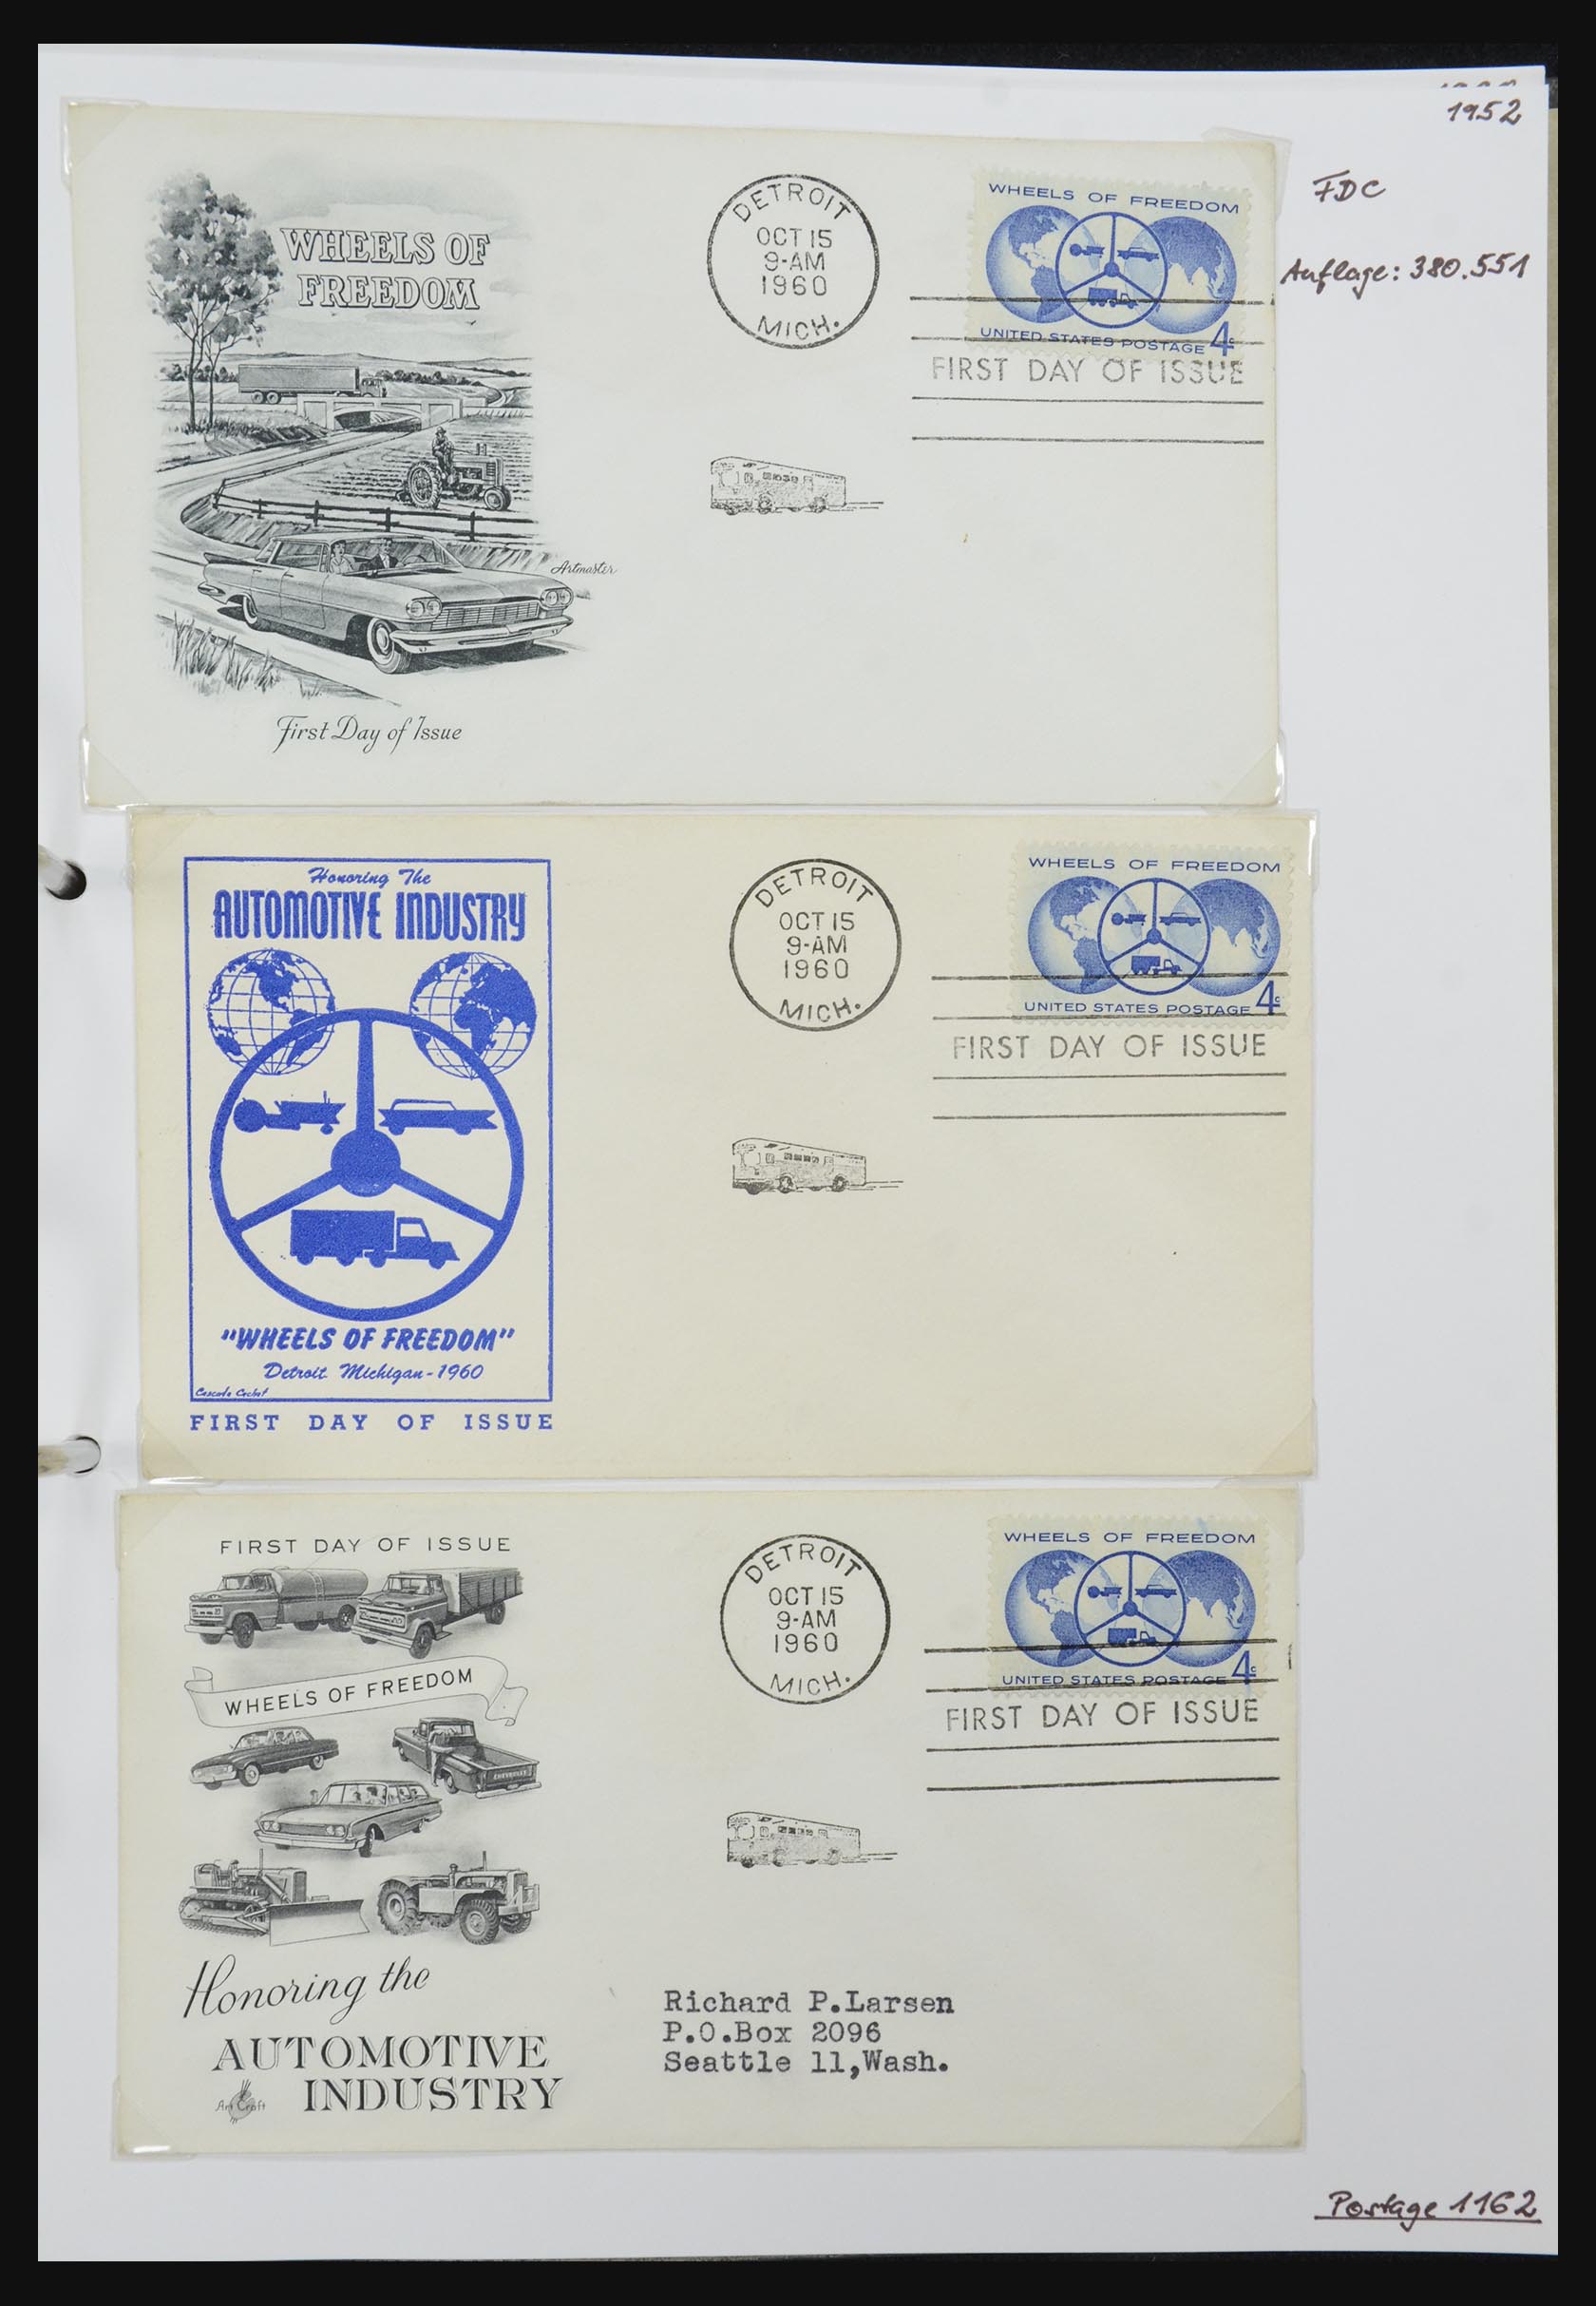 1952
FDC
Auflage: 380.551
WHEELS OF
FREEDOM
Artmaster
First Day of Issue
DETROIT
OCT 15
9-AM
1960
MICH.
WHEELS OF FREEDOM
UNITED STATES POSTAGE 4c
FIRST DAY OF ISSUE
Honoring The
AUTOMOTIVE INDUSTRY
"WHEELS OF FREEDOM"
Detroit Michigan-1960
Cascade Cachet
FIRST DAY OF ISSUE
DETROIT
OCT 15
9-AM
1960
MICH.
WHEELS OF FREEDOM
UNITED STATES POSTAGE 4c
FIRST DAY OF ISSUE
FIRST DAY OF ISSUE
WHEELS OF FREEDOM
CHEVROLET
Honoring the
AUTOMOTIVE
INDUSTRY
Art Craft
DETROIT
OCT 15
9-AM
1960
MICH.
WHEELS OF FREEDOM
UNITED STATES POSTAGE 4c
FIRST DAY OF ISSUE
Richard P.Larsen
P.O.Box 2096
Seattle 11,Wash.
Postage 1162